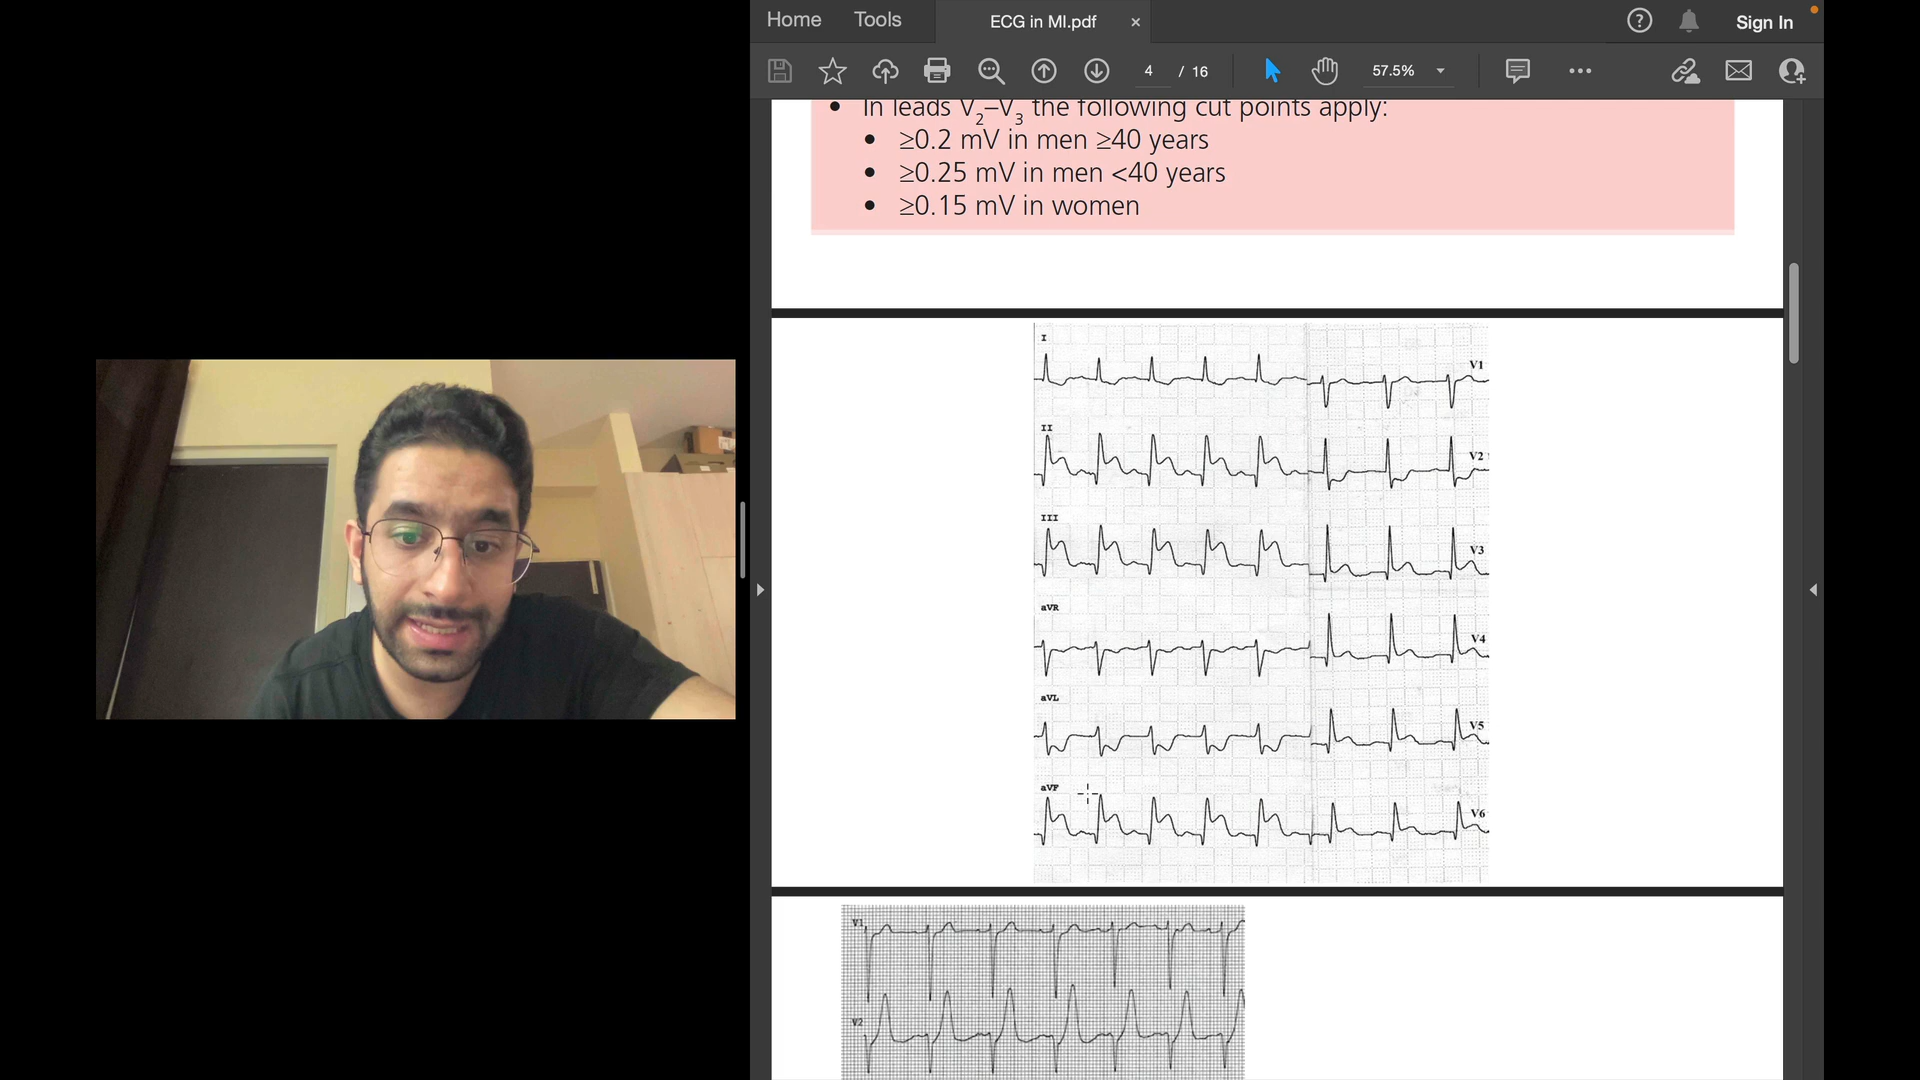 Home Tools ECG in MI.pdf × ? Sign In
4 / 16 57.5%
• In leads V₂–V₃ the following cut points apply:
• ≥0.2 mV in men ≥40 years
• ≥0.25 mV in men <40 years
• ≥0.15 mV in women
I
V1
II
V2
III
V3
aVR
V4
aVL
V5
aVF
V6
V1
V2